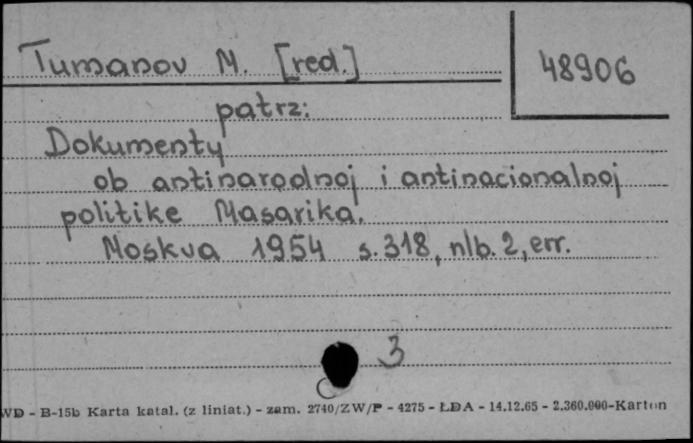 Tumanov M. [red.]
48906
patrz:
Dokumenty
ob antinarodnoj i antinacionalnoj
politike Masarika.
Moskva 1954 s. 318, nlb. 2, err.
3
WD - B-15b Karta katal. (z liniat.) - zam. 2740/ZW/P - 4275 - ŁDA - 14.12.65 - 2.360.000-Karton